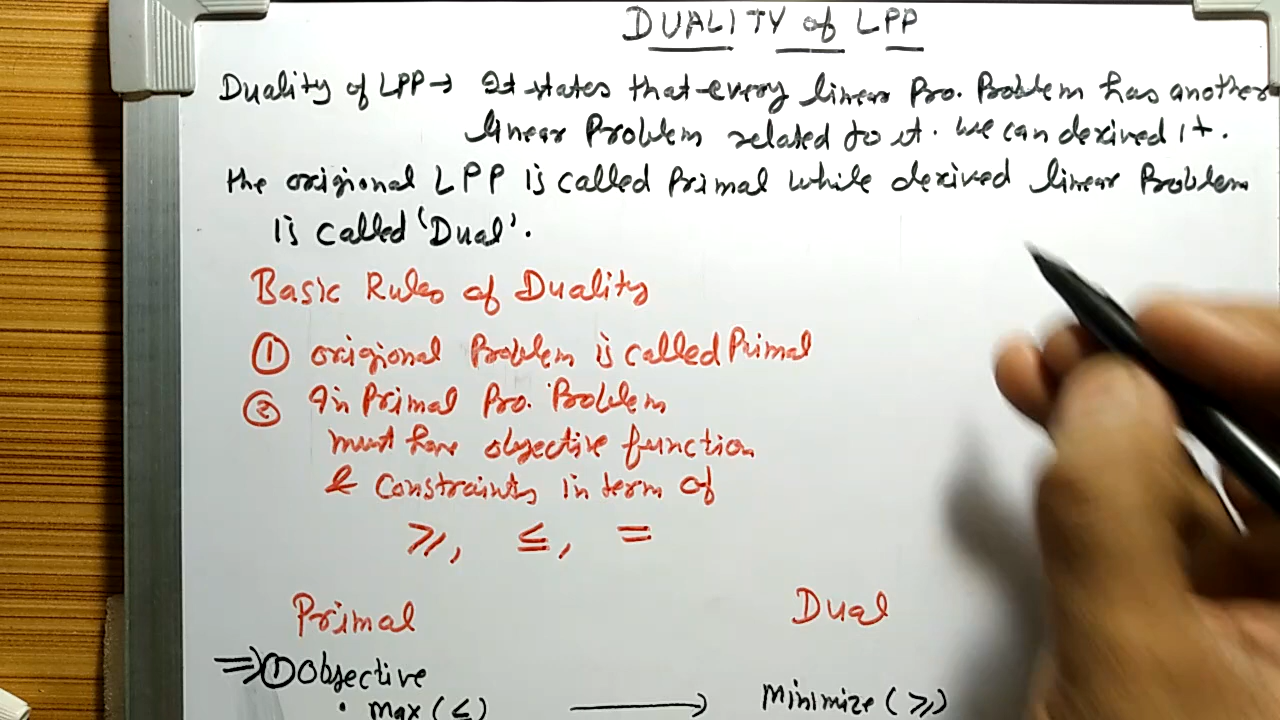 DUALITY of LPP
Duality of LPP → It states that every linear Pro. Problem has another
linear Problem related to it. We can derived it.
the origional LPP is called Primal while derived linear Problem
is called 'Dual'.
Basic Rules of Duality
① origional Problem is called Primal
② In Primal Pro. Problem
must have objective function
& Constraints in term of
≥, ≤, =
Primal Dual
⇒ ① Objective
• Max (≤) → Minimize (≥)